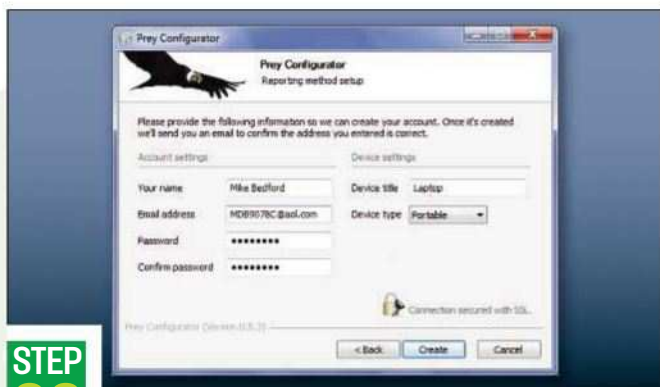 Prey Configurator
Prey Configurator
Reporting method setup
Please provide the following information so we can create your account. Once it's created
we'll send you an email to confirm the address you entered is correct.
Account settings
Device settings
Your name Mike Bedford
Device title Laptop
Email address
Device type Portable
Password ●●●●●●●●
Confirm password ●●●●●●●●
Connection secured with SSL.
Prey Configurator
< Back Create Cancel
STEP